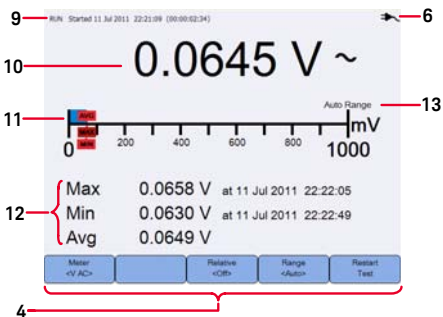 9
RUN Started 11 Jul 2011 22:21:09 (00:00:02:34)
6
10
0.0645 V ~
Auto Range
13
11
AVG
MAX
MIN
mV
0
200
400
600
800
1000
12
Max 0.0658 V at 11 Jul 2011 22:22:05
Min 0.0630 V at 11 Jul 2011 22:22:49
Avg 0.0649 V
Meter
<V AC>
Relative
<Off>
Range
<Auto>
Restart
Test
4